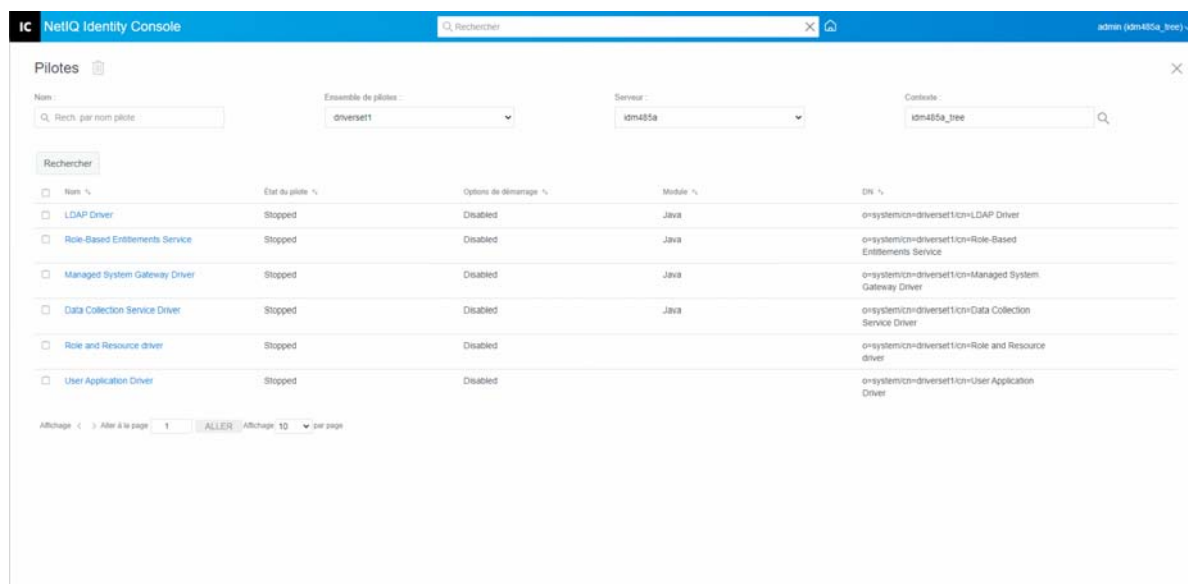 IC NetIQ Identity Console
Rechercher
admin (idm485a_tree)
Pilotes
Nom : Ensemble de pilotes : Serveur : Contexte :
Rech. par nom pilote driverset1 idm485a idm485a_tree
Rechercher
Nom État du pilote Options de démarrage Module DN
LDAP Driver Stopped Disabled Java o=system/cn=driverset1/cn=LDAP Driver
Role-Based Entitlements Service Stopped Disabled Java o=system/cn=driverset1/cn=Role-Based
Entitlements Service
Managed System Gateway Driver Stopped Disabled Java o=system/cn=driverset1/cn=Managed System
Gateway Driver
Data Collection Service Driver Stopped Disabled Java o=system/cn=driverset1/cn=Data Collection
Service Driver
Role and Resource driver Stopped Disabled o=system/cn=driverset1/cn=Role and Resource
driver
User Application Driver Stopped Disabled o=system/cn=driverset1/cn=User Application
Driver
Affichage < > Aller à la page 1 ALLER Affichage 10 par page